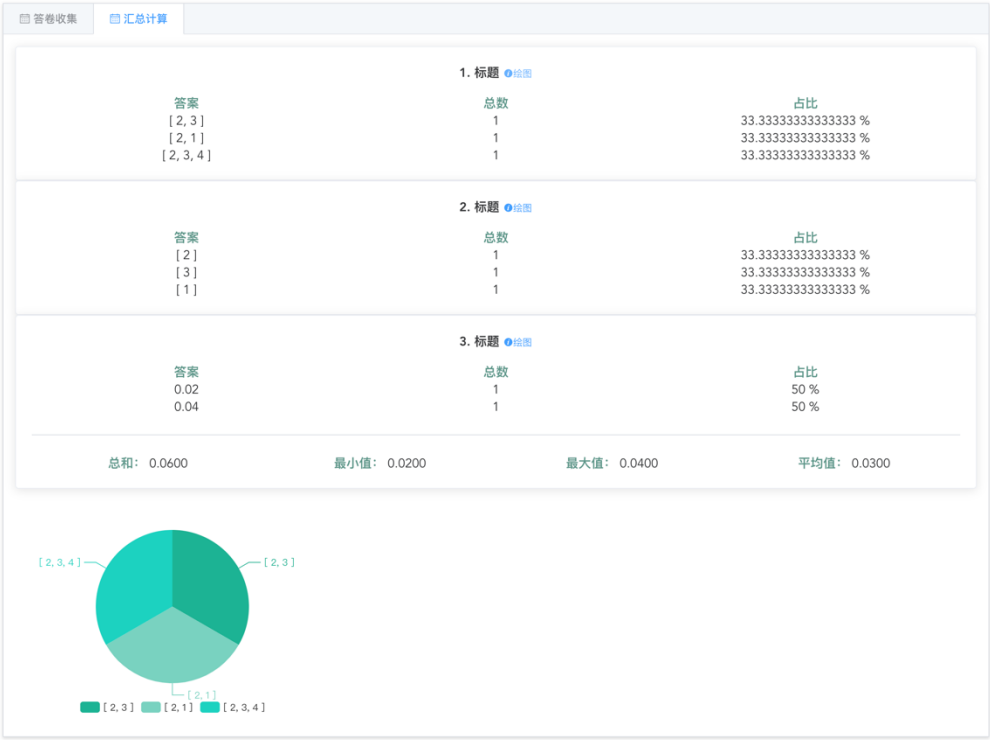 答卷收集 汇总计算
1. 标题 绘图
答案 总数 占比
[ 2, 3 ] 1 33.33333333333333 %
[ 2, 1 ] 1 33.33333333333333 %
[ 2, 3, 4 ] 1 33.33333333333333 %
2. 标题 绘图
答案 总数 占比
[ 2 ] 1 33.33333333333333 %
[ 3 ] 1 33.33333333333333 %
[ 1 ] 1 33.33333333333333 %
3. 标题 绘图
答案 总数 占比
0.02 1 50 %
0.04 1 50 %
总和： 0.0600 最小值： 0.0200 最大值： 0.0400 平均值： 0.0300
[ 2, 3, 4 ] [ 2, 3 ]
[ 2, 1 ]
[ 2, 3 ] [ 2, 1 ] [ 2, 3, 4 ]